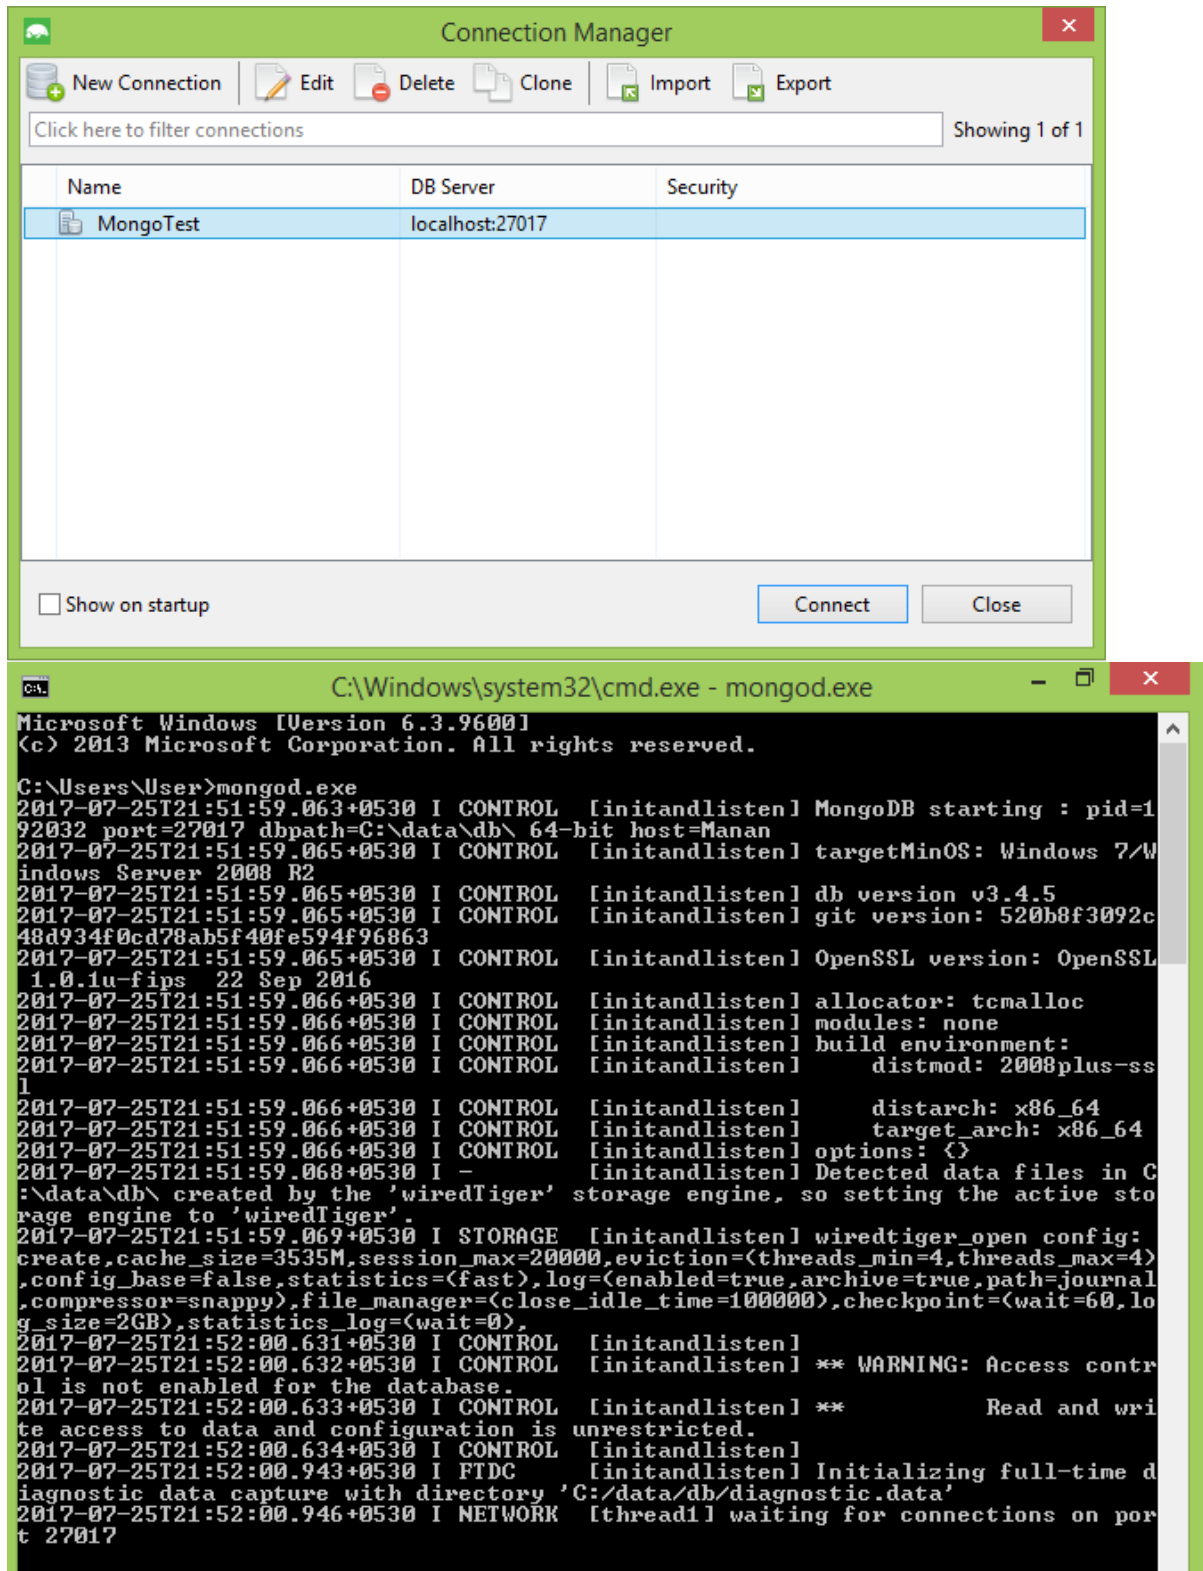 Connection Manager
New Connection Edit Delete Clone Import Export
Click here to filter connections Showing 1 of 1
Name DB Server Security
MongoTest localhost:27017
Show on startup Connect Close
C:\Windows\system32\cmd.exe - mongod.exe
Microsoft Windows [Version 6.3.9600]
(c) 2013 Microsoft Corporation. All rights reserved.
C:\Users\User>mongod.exe
2017-07-25T21:51:59.063+0530 I CONTROL  [initandlisten] MongoDB starting : pid=1
92032 port=27017 dbpath=C:\data\db\ 64-bit host=Manan
2017-07-25T21:51:59.065+0530 I CONTROL  [initandlisten] targetMinOS: Windows 7/W
indows Server 2008 R2
2017-07-25T21:51:59.065+0530 I CONTROL  [initandlisten] db version v3.4.5
2017-07-25T21:51:59.065+0530 I CONTROL  [initandlisten] git version: 520b8f3092c
48d934f0cd78ab5f40fe594f96863
2017-07-25T21:51:59.065+0530 I CONTROL  [initandlisten] OpenSSL version: OpenSSL
 1.0.1u-fips  22 Sep 2016
2017-07-25T21:51:59.066+0530 I CONTROL  [initandlisten] allocator: tcmalloc
2017-07-25T21:51:59.066+0530 I CONTROL  [initandlisten] modules: none
2017-07-25T21:51:59.066+0530 I CONTROL  [initandlisten] build environment:
2017-07-25T21:51:59.066+0530 I CONTROL  [initandlisten]     distmod: 2008plus-ss
l
2017-07-25T21:51:59.066+0530 I CONTROL  [initandlisten]     distarch: x86_64
2017-07-25T21:51:59.066+0530 I CONTROL  [initandlisten]     target_arch: x86_64
2017-07-25T21:51:59.066+0530 I CONTROL  [initandlisten] options: {}
2017-07-25T21:51:59.068+0530 I -        [initandlisten] Detected data files in C
:\data\db\ created by the 'wiredTiger' storage engine, so setting the active sto
rage engine to 'wiredTiger'.
2017-07-25T21:51:59.069+0530 I STORAGE  [initandlisten] wiredtiger_open config:
create,cache_size=3535M,session_max=20000,eviction=(threads_min=4,threads_max=4)
,config_base=false,statistics=(fast),log=(enabled=true,archive=true,path=journal
,compressor=snappy),file_manager=(close_idle_time=100000),checkpoint=(wait=60,lo
g_size=2GB),statistics_log=(wait=0),
2017-07-25T21:52:00.631+0530 I CONTROL  [initandlisten]
2017-07-25T21:52:00.632+0530 I CONTROL  [initandlisten] ** WARNING: Access contr
ol is not enabled for the database.
2017-07-25T21:52:00.633+0530 I CONTROL  [initandlisten] **          Read and wri
te access to data and configuration is unrestricted.
2017-07-25T21:52:00.634+0530 I CONTROL  [initandlisten]
2017-07-25T21:52:00.943+0530 I FTDC     [initandlisten] Initializing full-time d
iagnostic data capture with directory 'C:/data/db/diagnostic.data'
2017-07-25T21:52:00.946+0530 I NETWORK  [thread1] waiting for connections on por
t 27017